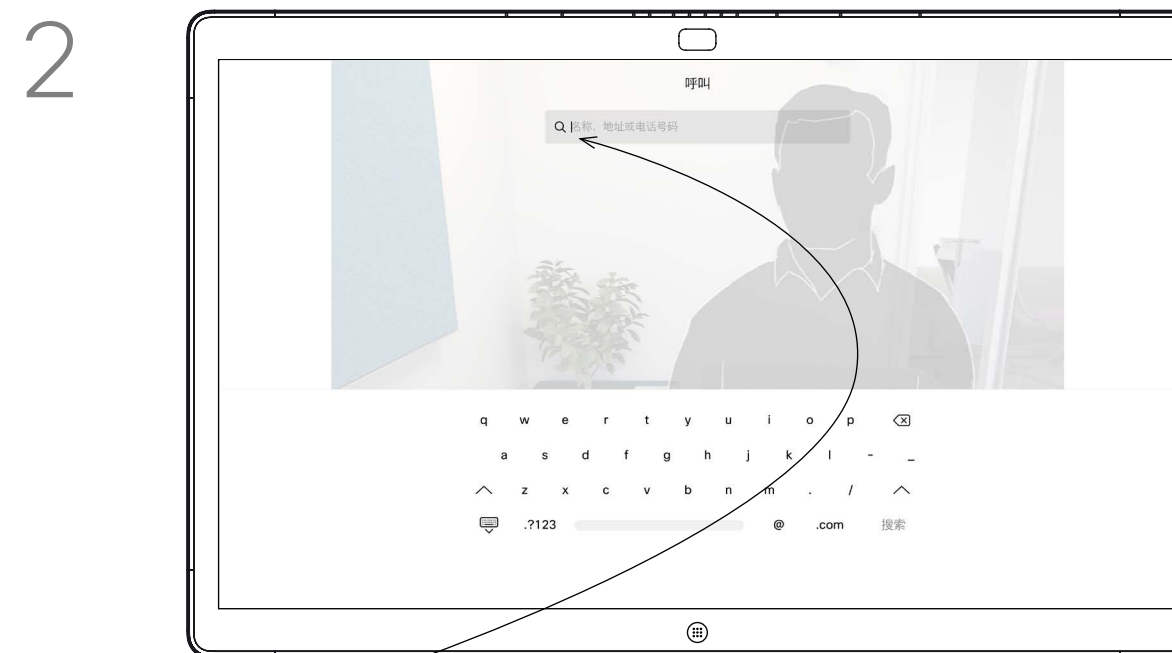 2
呼叫
名称、地址或电话号码
q w e r t y u i o p
a s d f g h j k l - _
z x c v b n m . /
.?123 @ .com 搜索